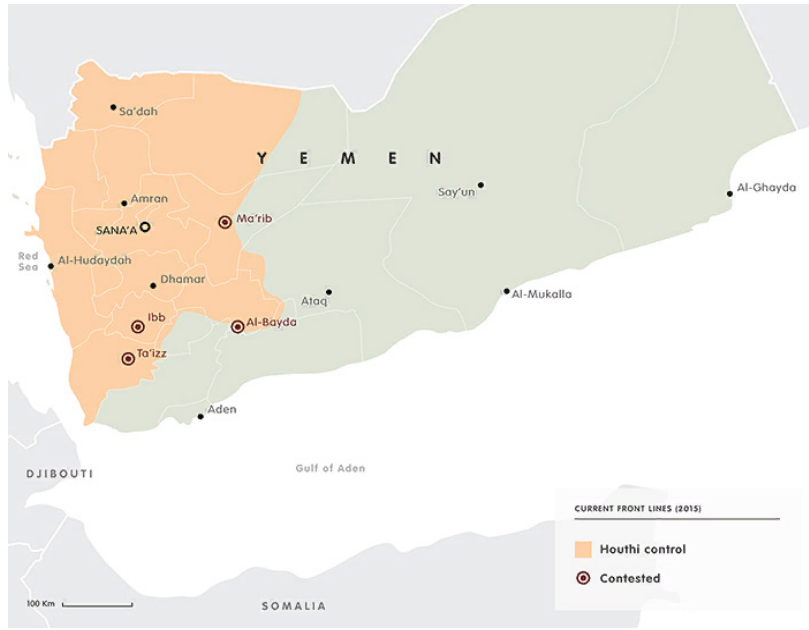 Sa'dah
YEMEN
Say'un
Al-Ghayda
Amran
Ma'rib
SANA'A
Red
Sea
Al-Hudaydah
Dhamar
Ataq
Al-Mukalla
Ibb
Al-Bayda
Ta'izz
Aden
Gulf of Aden
DJIBOUTI
CURRENT FRONT LINES (2015)
Houthi control
Contested
100 Km
SOMALIA